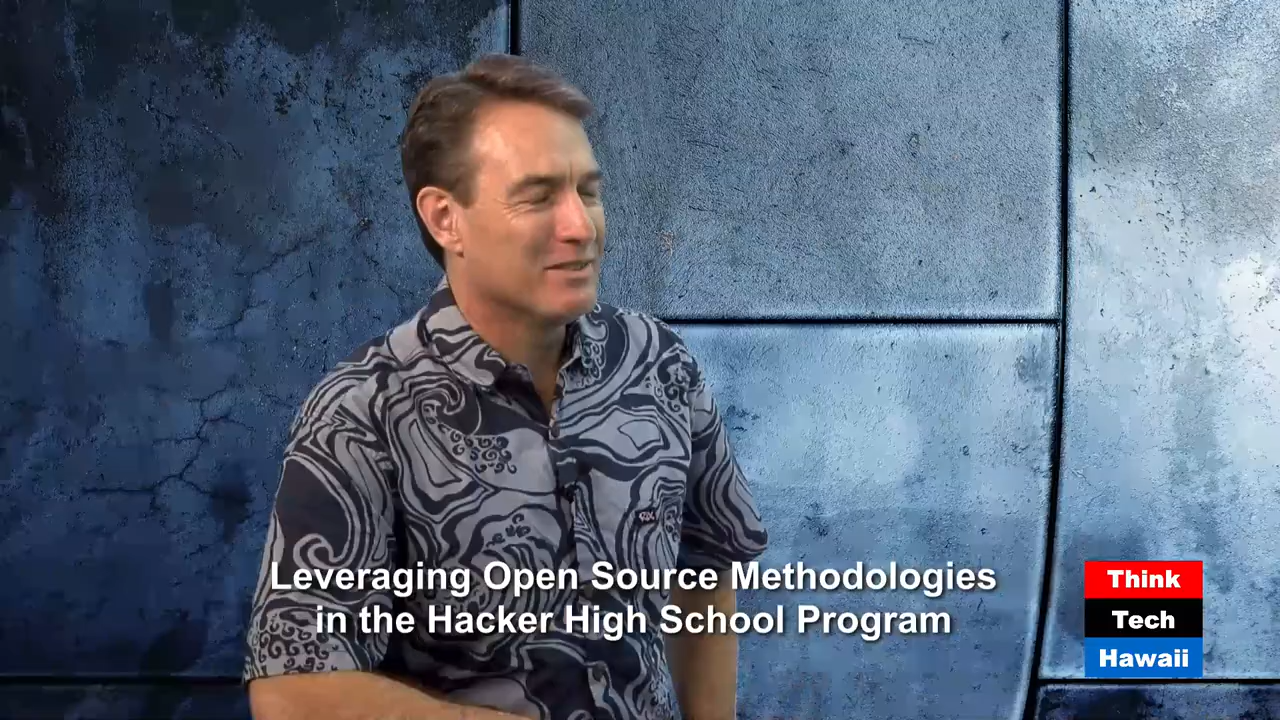 Leveraging Open Source Methodologies
in the Hacker High School Program
Think
Tech
Hawaii